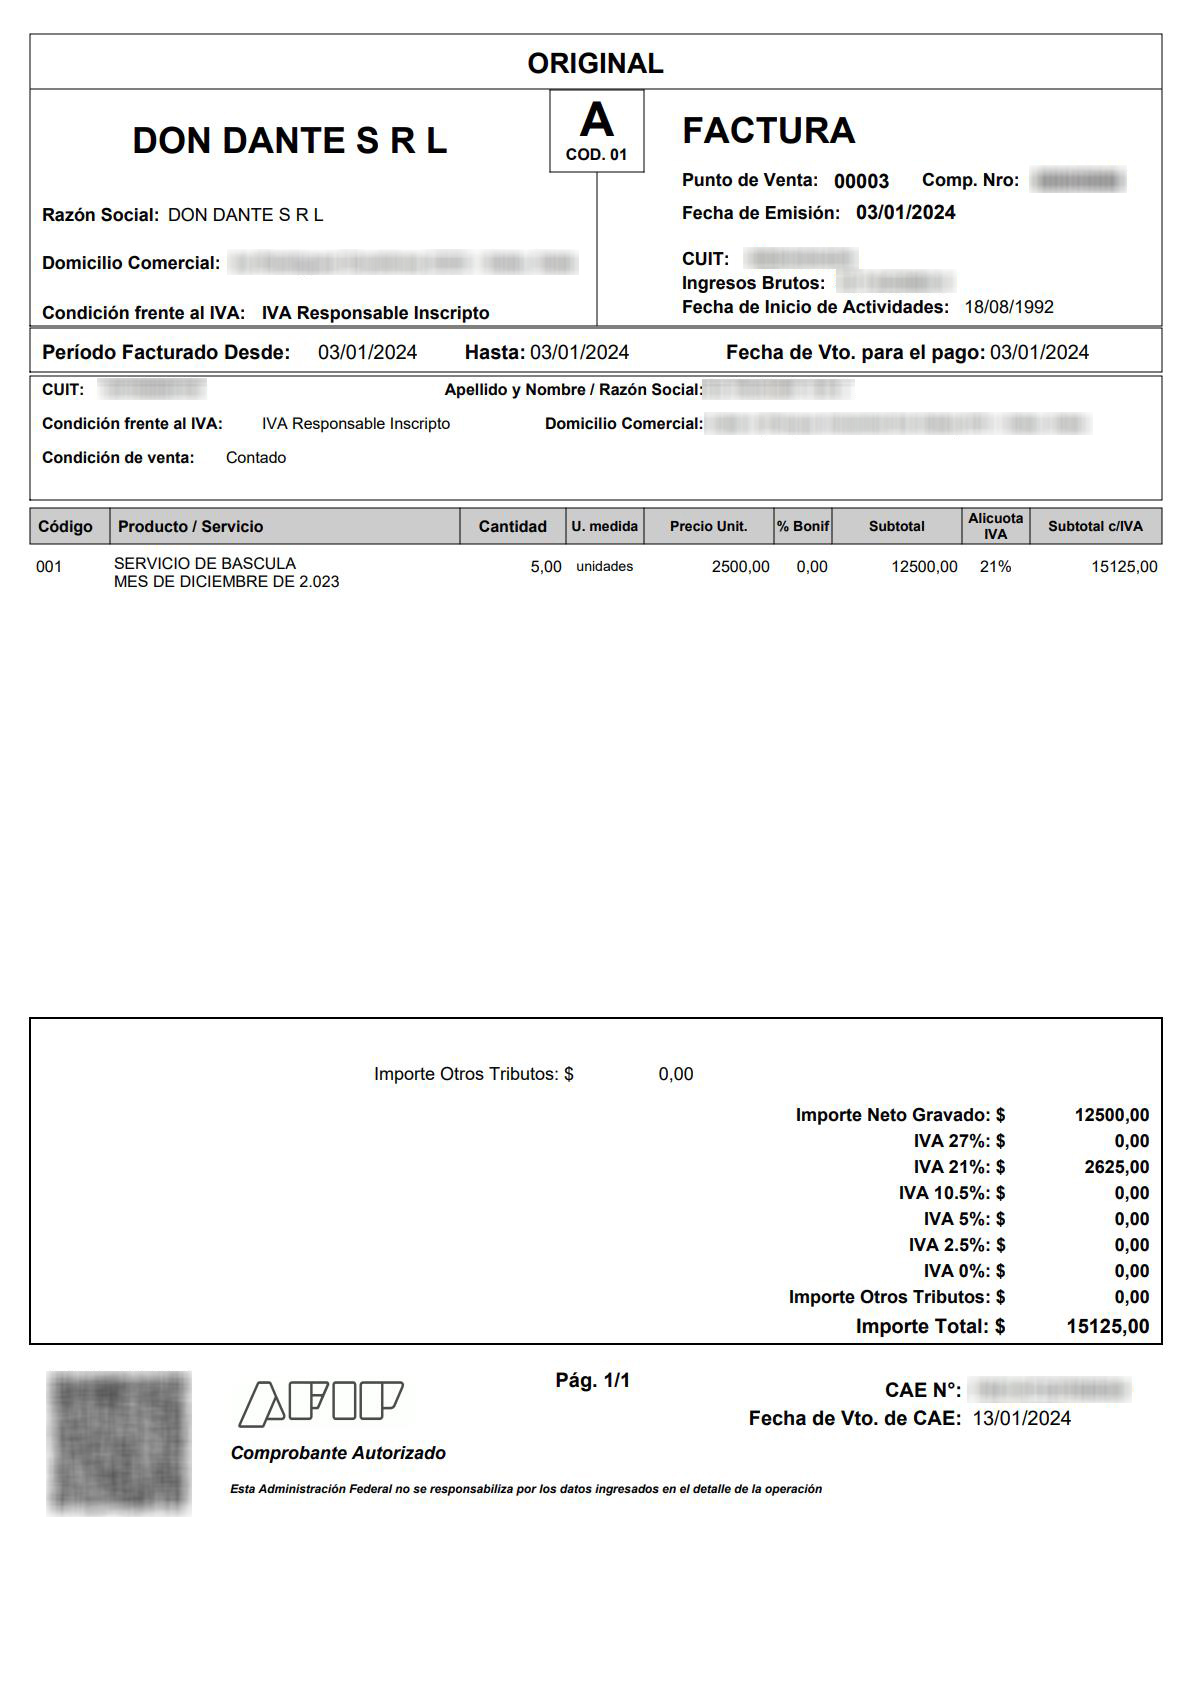 ORIGINAL
DON DANTE S R L
A
COD. 01
FACTURA
Punto de Venta: 00003 Comp. Nro:
Razón Social: DON DANTE S R L
Fecha de Emisión: 03/01/2024
Domicilio Comercial:
CUIT:
Ingresos Brutos:
Condición frente al IVA: IVA Responsable Inscripto
Fecha de Inicio de Actividades: 18/08/1992
Período Facturado Desde: 03/01/2024 Hasta: 03/01/2024 Fecha de Vto. para el pago: 03/01/2024
CUIT: Apellido y Nombre / Razón Social:
Condición frente al IVA: IVA Responsable Inscripto Domicilio Comercial:
Condición de venta: Contado
Código Producto / Servicio Cantidad U. medida Precio Unit. % Bonif Subtotal Alicuota IVA Subtotal c/IVA
001 SERVICIO DE BASCULA 5,00 unidades 2500,00 0,00 12500,00 21% 15125,00
MES DE DICIEMBRE DE 2.023
Importe Otros Tributos: $ 0,00
Importe Neto Gravado: $ 12500,00
IVA 27%: $ 0,00
IVA 21%: $ 2625,00
IVA 10.5%: $ 0,00
IVA 5%: $ 0,00
IVA 2.5%: $ 0,00
IVA 0%: $ 0,00
Importe Otros Tributos: $ 0,00
Importe Total: $ 15125,00
AFIP
Pág. 1/1
CAE N°:
Fecha de Vto. de CAE: 13/01/2024
Comprobante Autorizado
Esta Administración Federal no se responsabiliza por los datos ingresados en el detalle de la operación